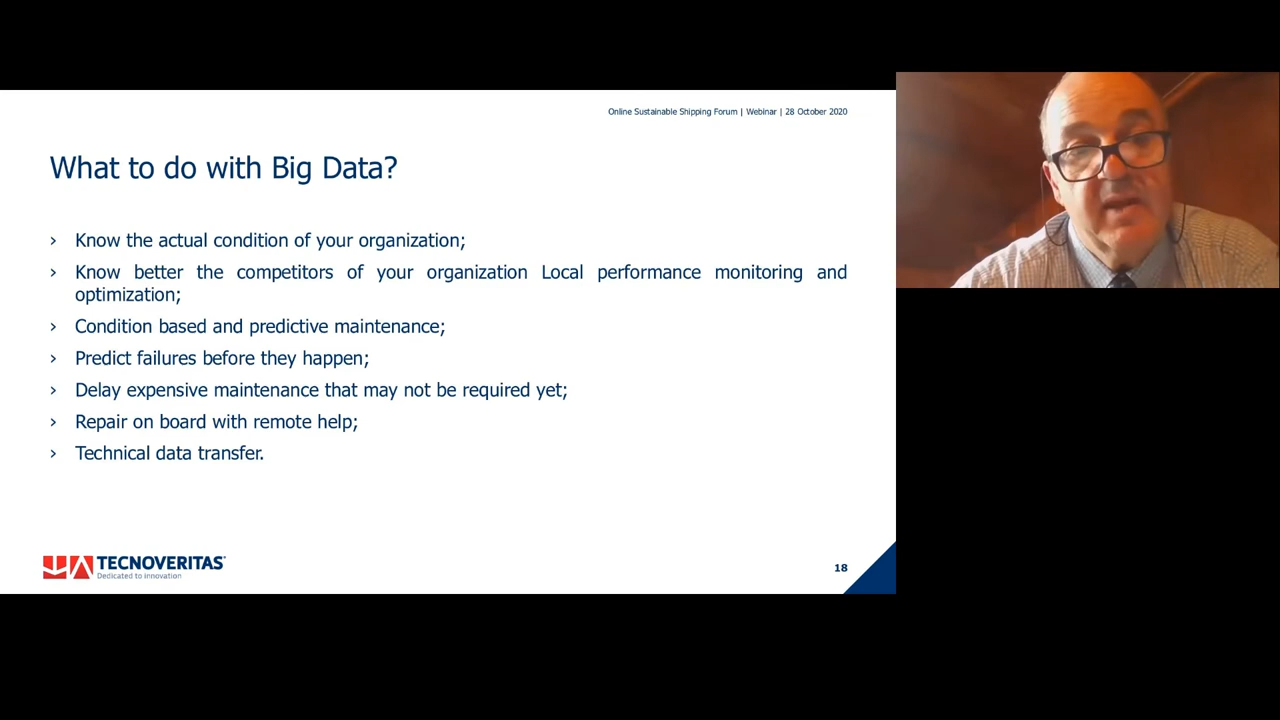 Online Sustainable Shipping Forum | Webinar | 28 October 2020
What to do with Big Data?
› Know the actual condition of your organization;
› Know better the competitors of your organization Local performance monitoring and
optimization;
› Condition based and predictive maintenance;
› Predict failures before they happen;
› Delay expensive maintenance that may not be required yet;
› Repair on board with remote help;
› Technical data transfer.
TECNOVERITAS®
Dedicated to innovation
18